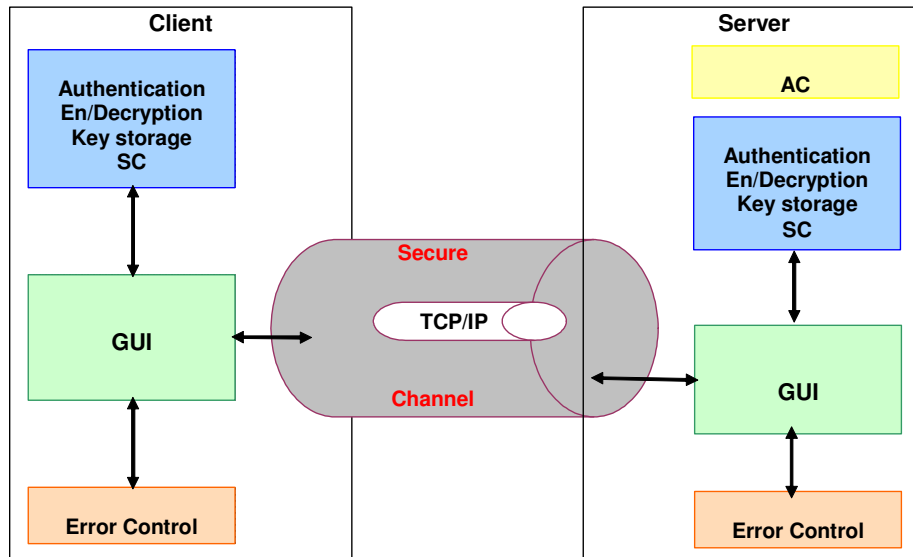 Client
Authentication
En/Decryption
Key storage
SC
GUI
Error Control
Secure
TCP/IP
Channel
Server
AC
Authentication
En/Decryption
Key storage
SC
GUI
Error Control